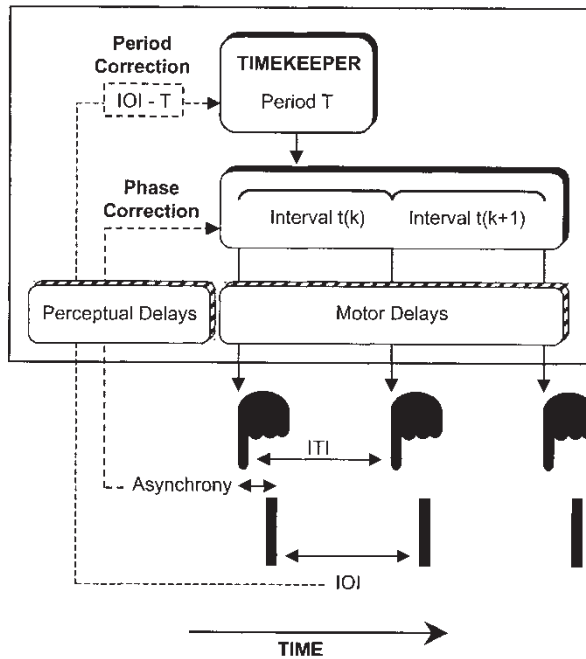 Period
Correction
TIMEKEEPER
IOI - T
Period T
Phase
Correction
Interval t(k) Interval t(k+1)
Perceptual Delays
Motor Delays
ITI
Asynchrony
IOI
TIME